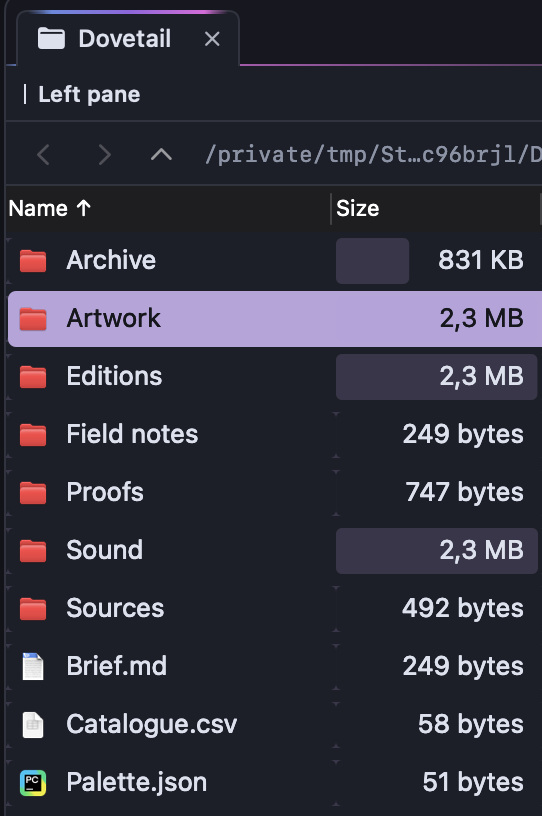 Dovetail
Left pane
/private/tmp/St…c96brjl/D
Name ↑ Size
Archive 831 KB
Artwork 2,3 MB
Editions 2,3 MB
Field notes 249 bytes
Proofs 747 bytes
Sound 2,3 MB
Sources 492 bytes
Brief.md 249 bytes
Catalogue.csv 58 bytes
PC Palette.json 51 bytes